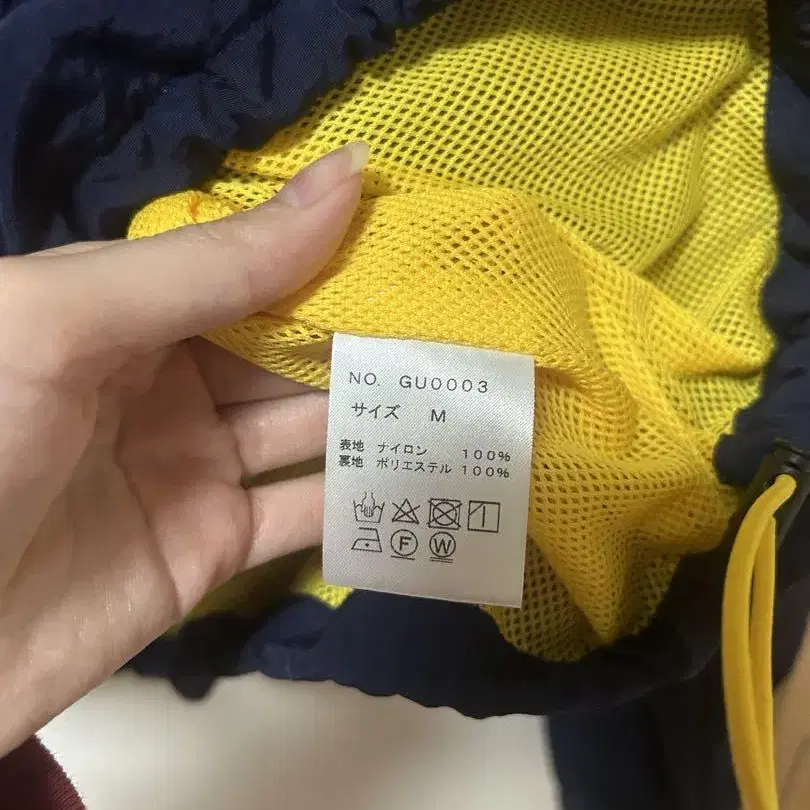 NO. GU0003
サイズ M
表地 ナイロン 100%
裏地 ポリエステル 100%
F W